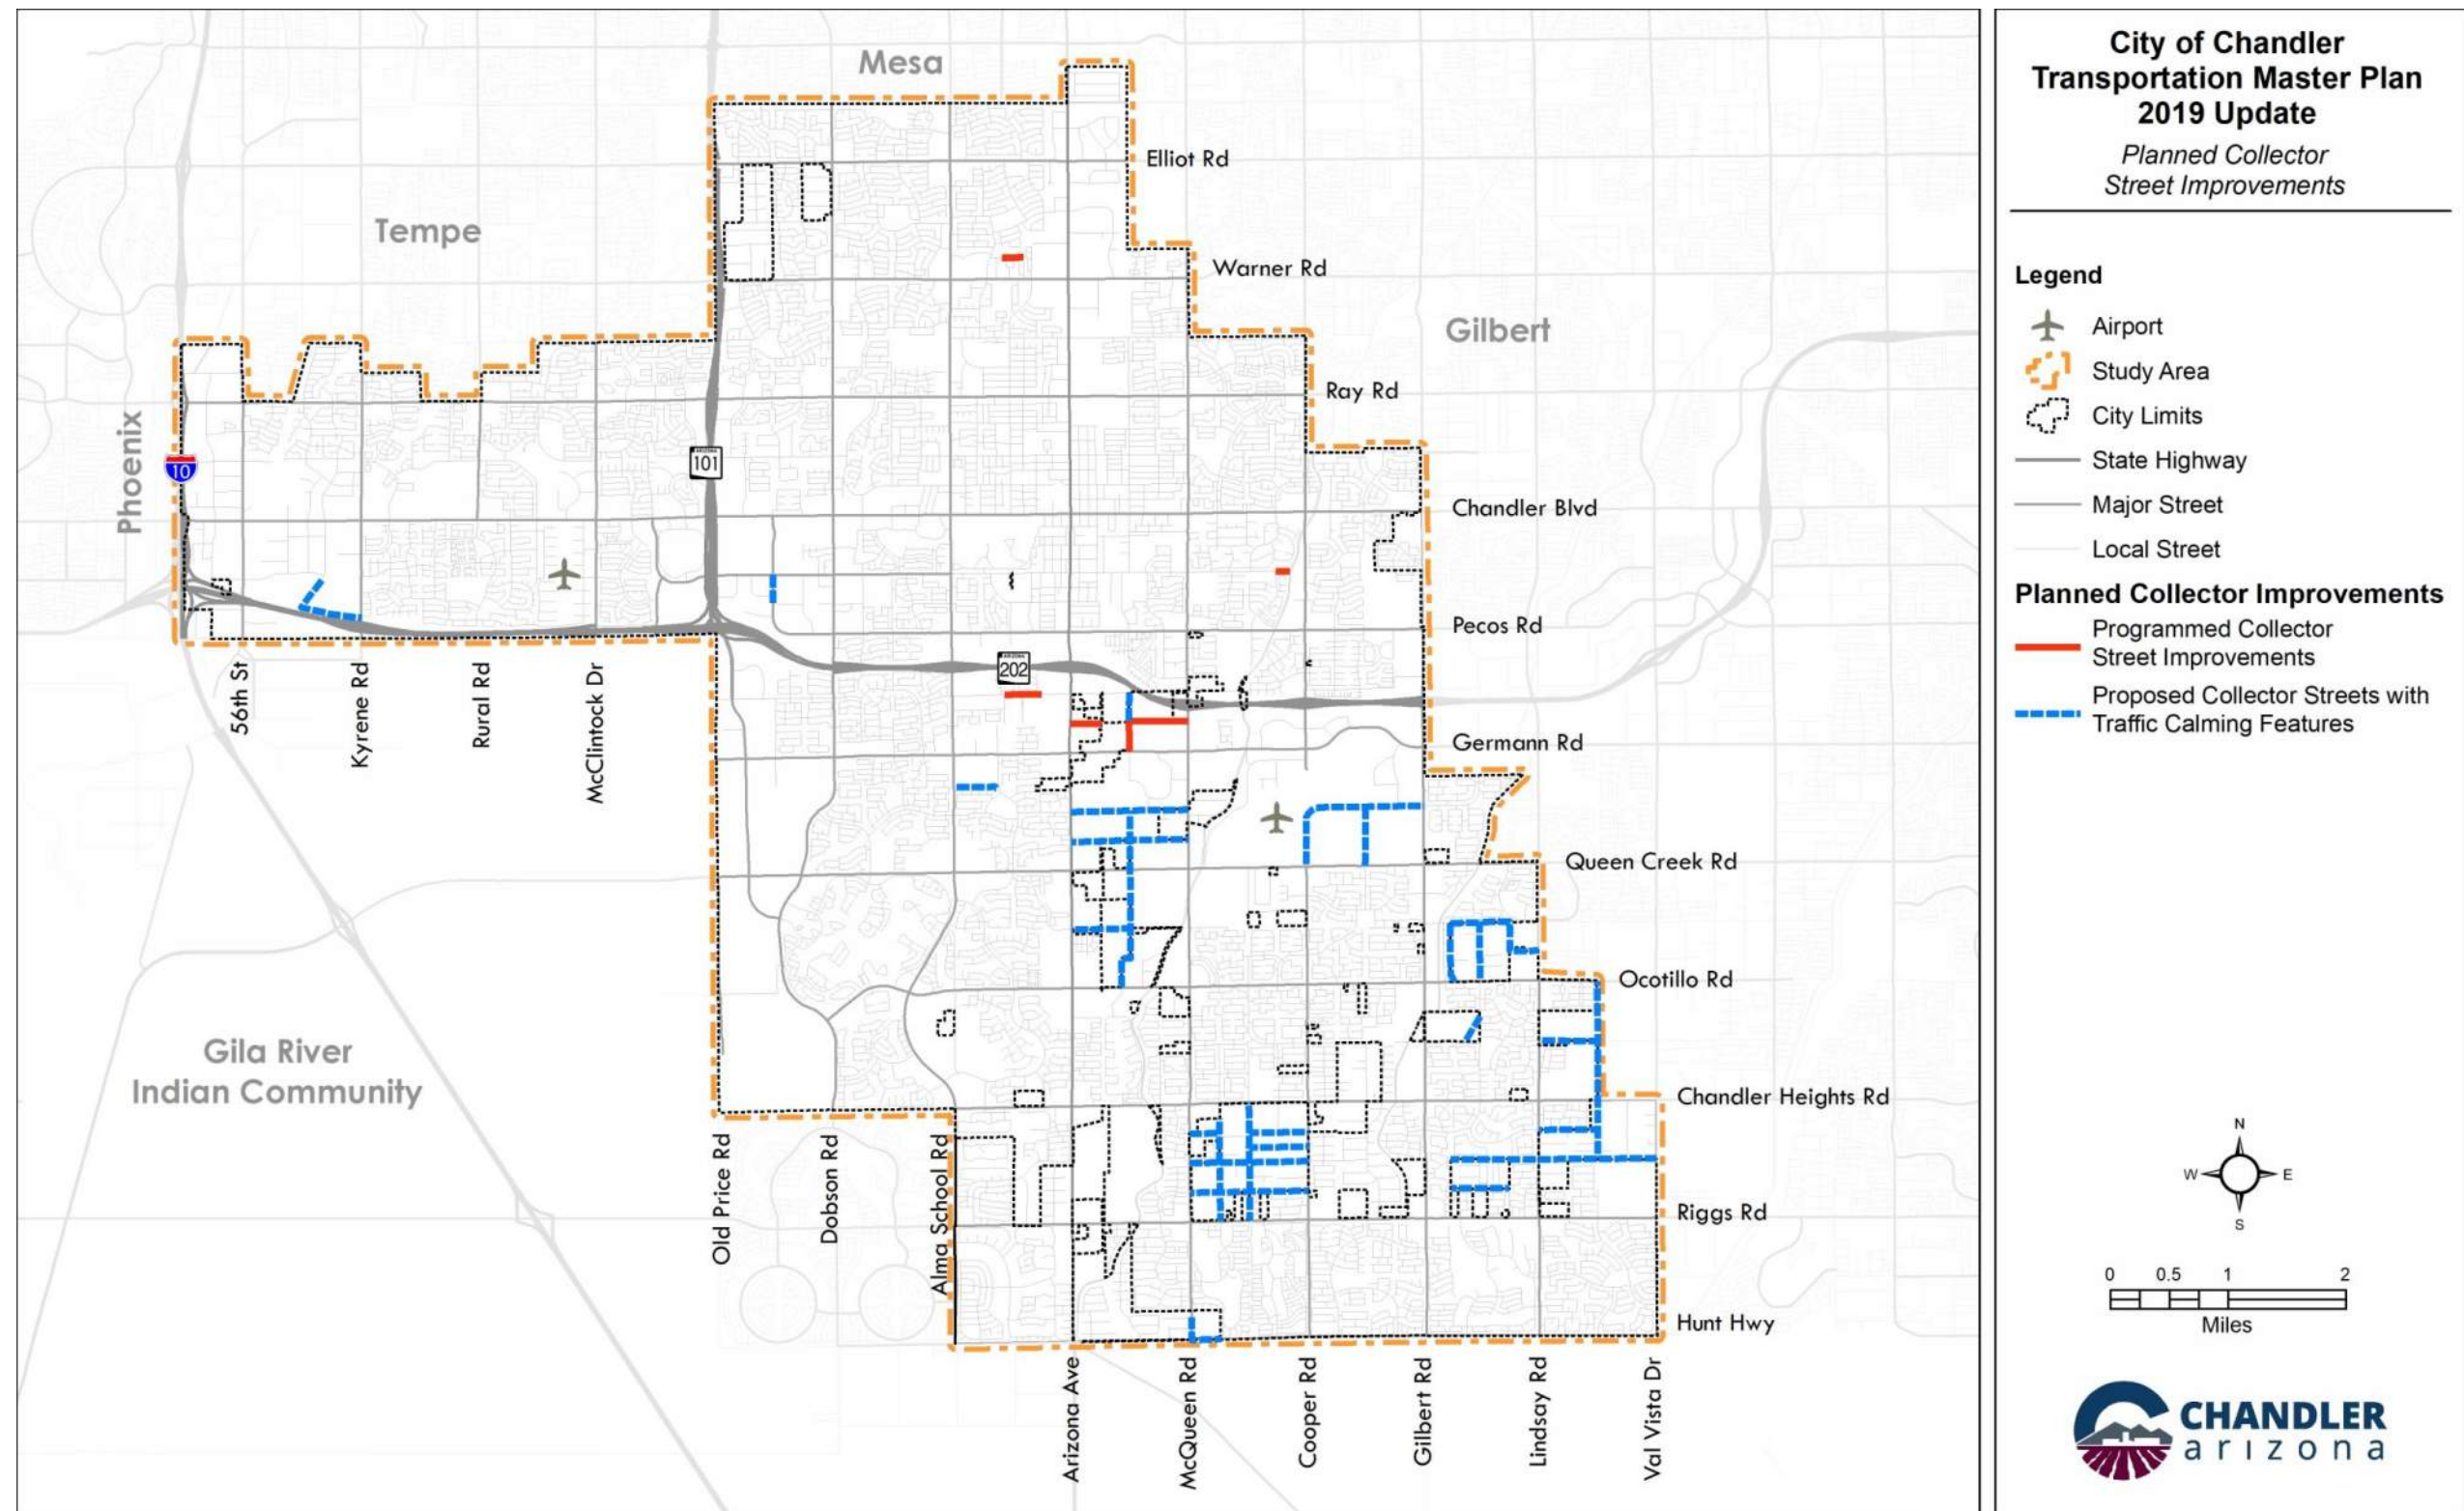 Mesa
Elliot Rd
Tempe
Warner Rd
Gilbert
Ray Rd
Phoenix
10
ARIZONA
101
Chandler Blvd
Pecos Rd
56th St
Kyrene Rd
Rural Rd
McClintock Dr
ARIZONA
202
Germann Rd
Queen Creek Rd
Ocotillo Rd
Gila River
Indian Community
Chandler Heights Rd
Old Price Rd
Dobson Rd
Alma School Rd
Riggs Rd
Hunt Hwy
Arizona Ave
McQueen Rd
Cooper Rd
Gilbert Rd
Lindsay Rd
Val Vista Dr
City of Chandler
Transportation Master Plan
2019 Update
Planned Collector
Street Improvements
Legend
Airport
Study Area
City Limits
State Highway
Major Street
Local Street
Planned Collector Improvements
Programmed Collector
Street Improvements
Proposed Collector Streets with
Traffic Calming Features
N
W E
S
0 0.5 1 2
Miles
CHANDLER
arizona